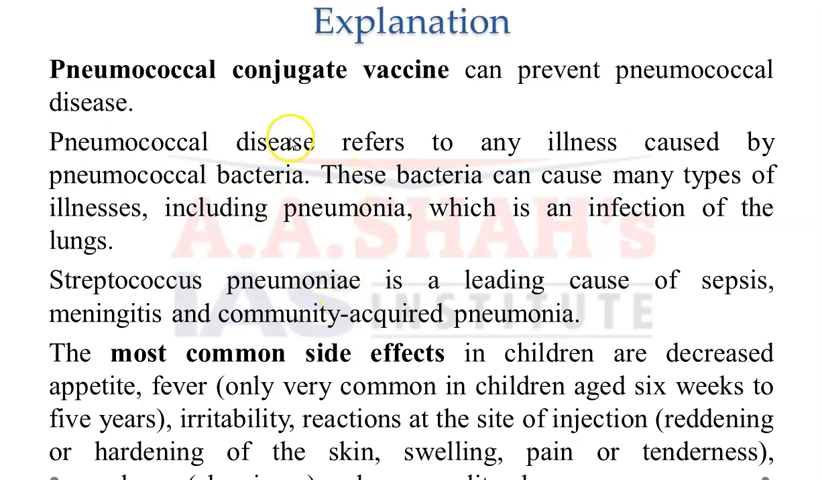 Explanation
Pneumococcal conjugate vaccine can prevent pneumococcal
disease.
Pneumococcal disease refers to any illness caused by
pneumococcal bacteria. These bacteria can cause many types of
illnesses, including pneumonia, which is an infection of the
lungs.
A.A.SHAH's
Streptococcus pneumoniae is a leading cause of sepsis,
meningitis and community-acquired pneumonia.
IAS INSTITUTE
The most common side effects in children are decreased
appetite, fever (only very common in children aged six weeks to
five years), irritability, reactions at the site of injection (reddening
or hardening of the skin, swelling, pain or tenderness),